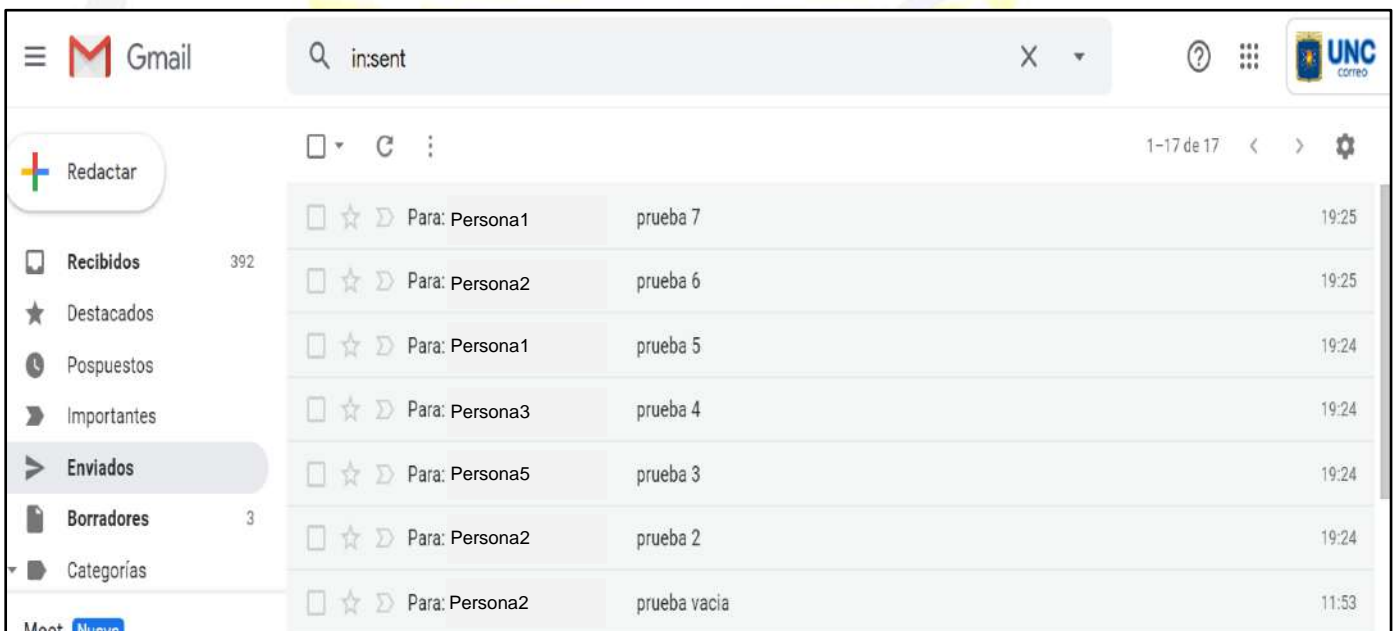 Gmail
in:sent
UNC
correo
Redactar
1–17 de 17
Recibidos 392
Destacados
Pospuestos
Importantes
Enviados
Borradores 3
Categorías
Meet Nuevo
Para: Persona1 prueba 7 19:25
Para: Persona2 prueba 6 19:25
Para: Persona1 prueba 5 19:24
Para: Persona3 prueba 4 19:24
Para: Persona5 prueba 3 19:24
Para: Persona2 prueba 2 19:24
Para: Persona2 prueba vacia 11:53